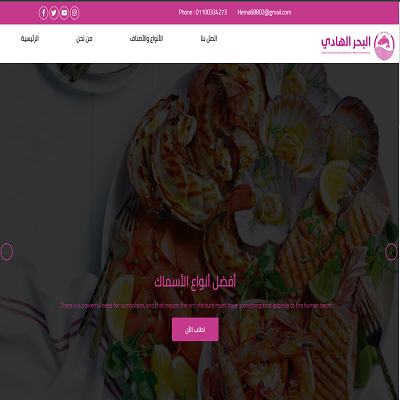 Phone : 01100334273 Hema68802@gmail.com
البحر الهادي
اتصل بنا
الأنواع والأصناف
من نحن
الرئيسية
أفضل أنواع الأسماك
There is a powerful need for symbolism, and that means the architecture must have something that appeals to the human heart
اطلب الأن